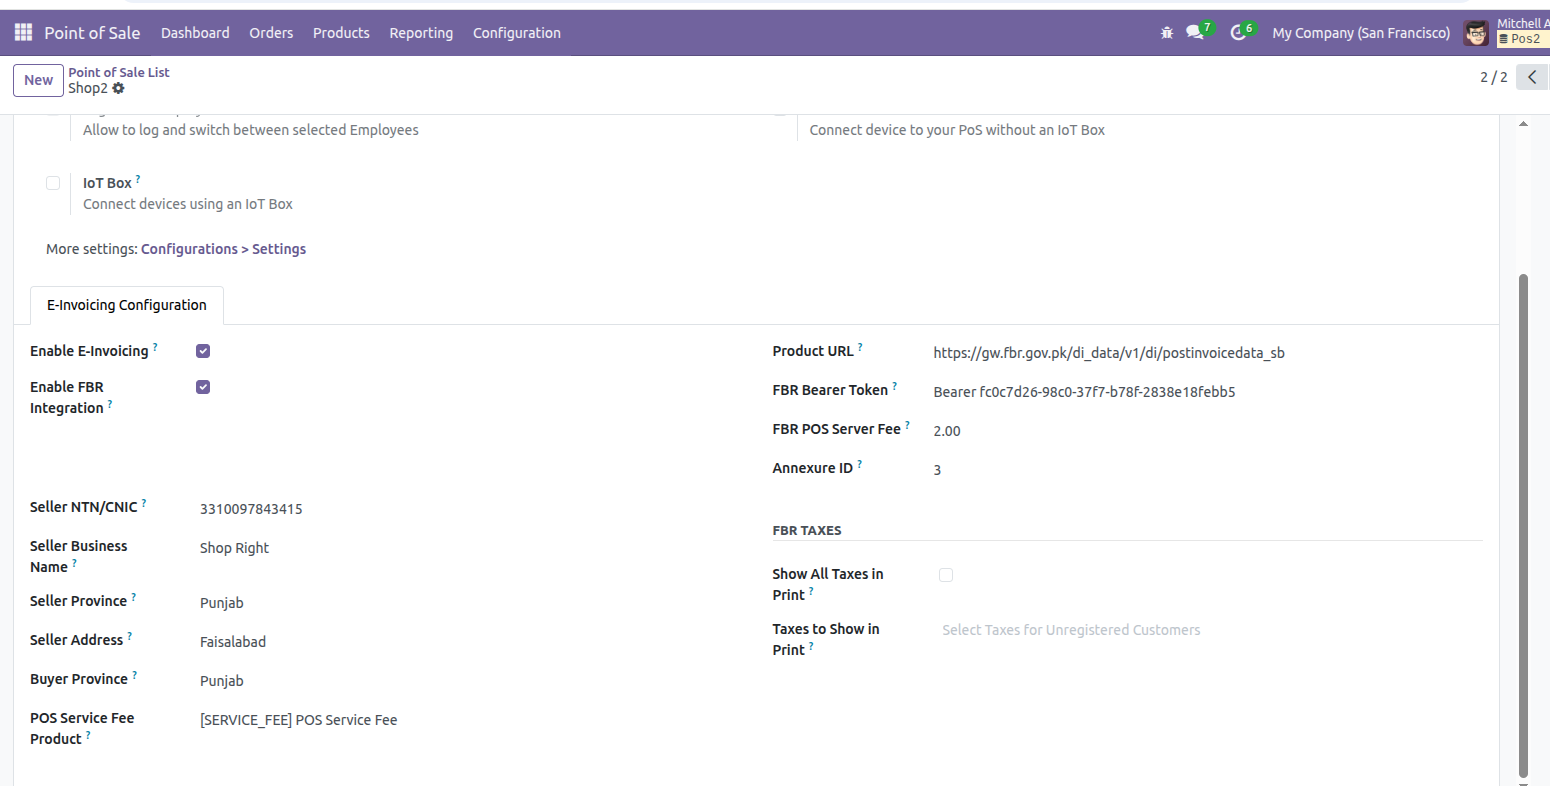 Point of Sale Dashboard Orders Products Reporting Configuration 7 6 My Company (San Francisco) Mitchell A
Pos2
New Point of Sale List 2 / 2
Shop2
Allow to log and switch between selected Employees Connect device to your PoS without an IoT Box
IoT Box ?
Connect devices using an IoT Box
More settings: Configurations > Settings
E-Invoicing Configuration
Enable E-Invoicing ?
Enable FBR
Integration ?
Product URL ? https://gw.fbr.gov.pk/di_data/v1/di/postinvoicedata_sb
FBR Bearer Token ? Bearer fc0c7d26-98c0-37f7-b78f-2838e18febb5
FBR POS Server Fee ? 2.00
Annexure ID ? 3
Seller NTN/CNIC ? 3310097843415
Seller Business
Name ? Shop Right
Seller Province ? Punjab
Seller Address ? Faisalabad
Buyer Province ? Punjab
POS Service Fee
Product ? [SERVICE_FEE] POS Service Fee
FBR TAXES
Show All Taxes in
Print ?
Taxes to Show in
Print ? Select Taxes for Unregistered Customers